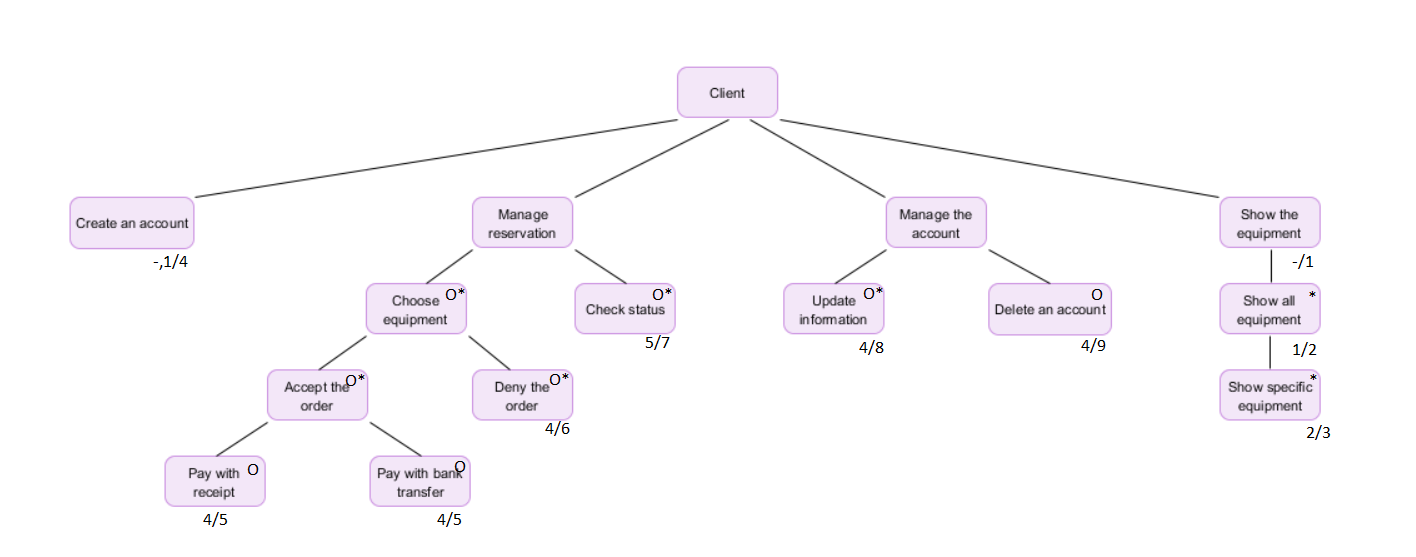 Client
Create an account
-,1/4
Manage
reservation
Manage the
account
Show the
equipment
-/1
Choose
equipment
O*
Check status
O*
5/7
Update
information
O*
4/8
Delete an account
O
4/9
Show all
equipment
*
1/2
Accept the
order
O*
Deny the
order
O*
4/6
Show specific
equipment
*
2/3
Pay with
receipt
O
4/5
Pay with bank
transfer
O
4/5